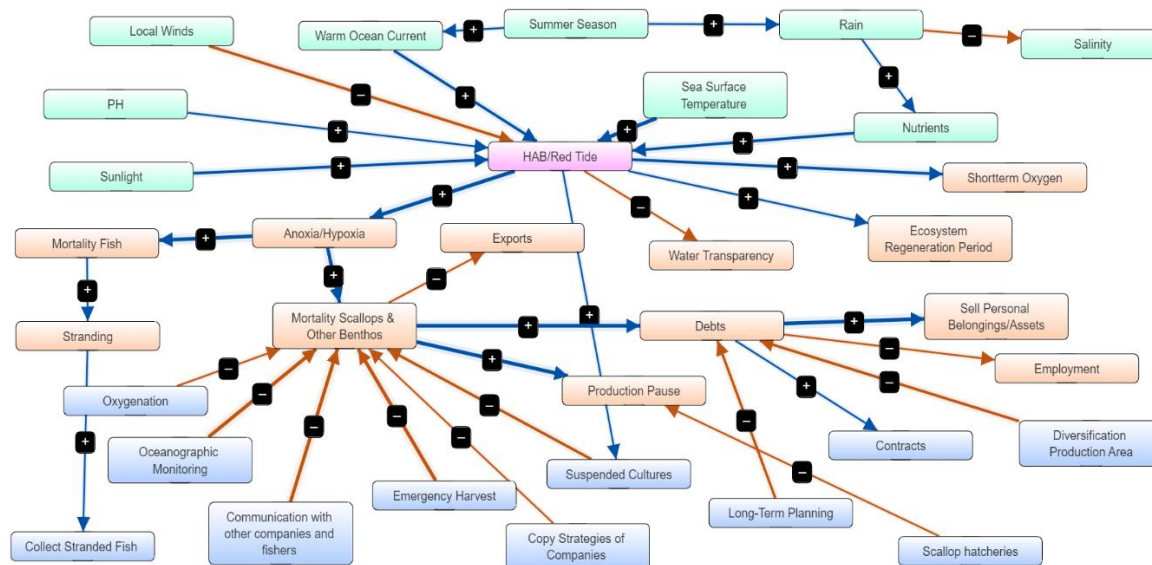 Local Winds
Warm Ocean Current
+
Summer Season
+
Rain
−
Salinity
PH
−
+
Sea Surface
Temperature
+
+
+
+
Nutrients
Sunlight
+
HAB/Red Tide
+
+
Shortterm Oxygen
+
−
+
Mortality Fish
+
Anoxia/Hypoxia
Exports
Water Transparency
Ecosystem
Regeneration Period
+
+
−
Stranding
Mortality Scallops &
Other Benthos
+
+
Debts
+
Sell Personal
Belongings/Assets
−
+
−
Employment
Oxygenation
−
Production Pause
+
−
+
−
−
−
−
−
−
Oceanographic
Monitoring
Suspended Cultures
Contracts
Diversification
Production Area
−
Emergency Harvest
Long-Term Planning
Collect Stranded Fish
Communication with
other companies and
fishers
Copy Strategies of
Companies
Scallop hatcheries